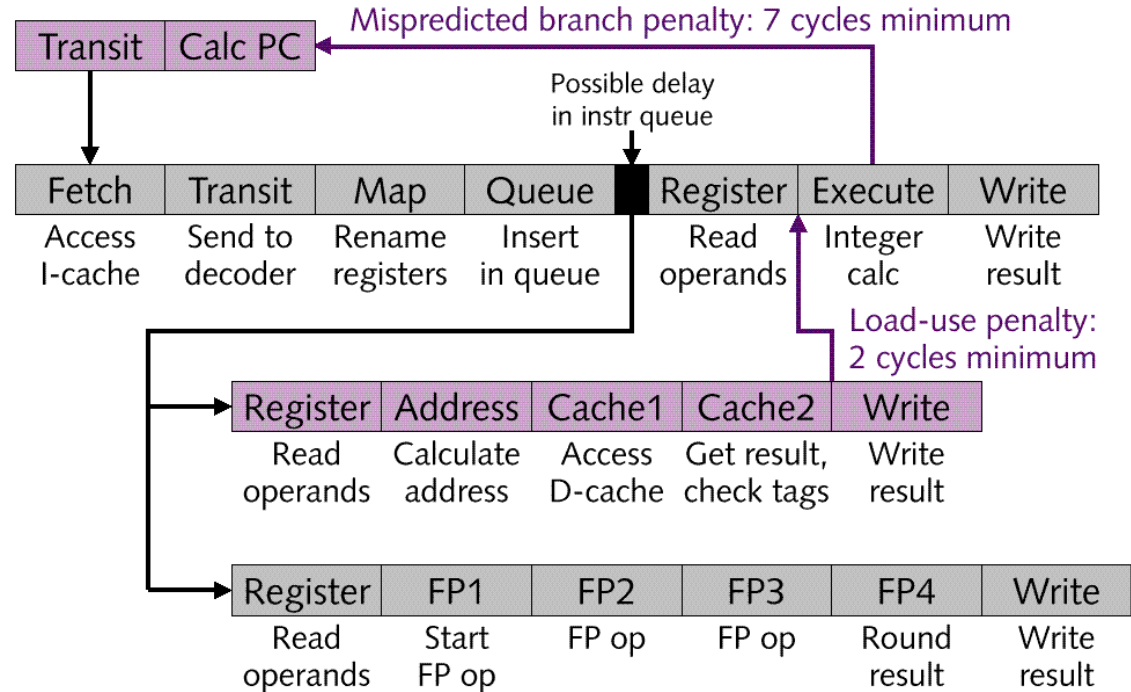 Mispredicted branch penalty: 7 cycles minimum
Transit Calc PC
Possible delay
in instr queue
Fetch Transit Map Queue Register Execute Write
Access Send to Rename Insert Read Integer Write
I-cache decoder registers in queue operands calc result
Load-use penalty:
2 cycles minimum
Register Address Cache1 Cache2 Write
Read Calculate Access Get result, Write
operands address D-cache check tags result
Register FP1 FP2 FP3 FP4 Write
Read Start FP op FP op Round Write
operands FP op result result